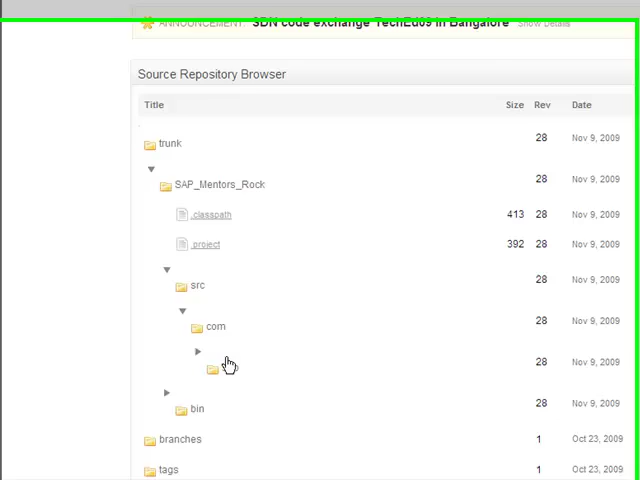 ANNOUNCEMENT: SDN code exchange TechEd09 in Bangalore Show Details
Source Repository Browser
Title Size Rev Date
trunk 28 Nov 9, 2009
SAP_Mentors_Rock 28 Nov 9, 2009
.classpath 413 28 Nov 9, 2009
.project 392 28 Nov 9, 2009
src 28 Nov 9, 2009
com 28 Nov 9, 2009
28 Nov 9, 2009
bin 28 Nov 9, 2009
branches 1 Oct 23, 2009
tags 1 Oct 23, 2009